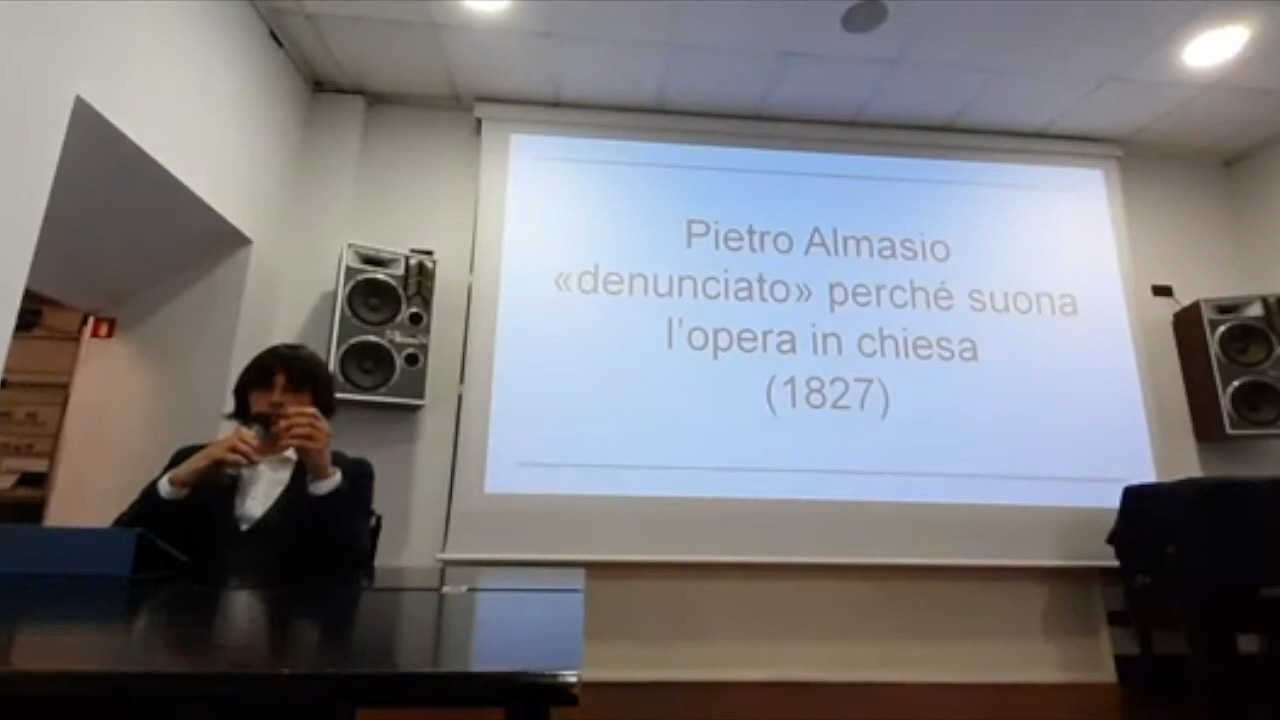 Pietro Almasio
«denunciato» perché suona
l'opera in chiesa
(1827)